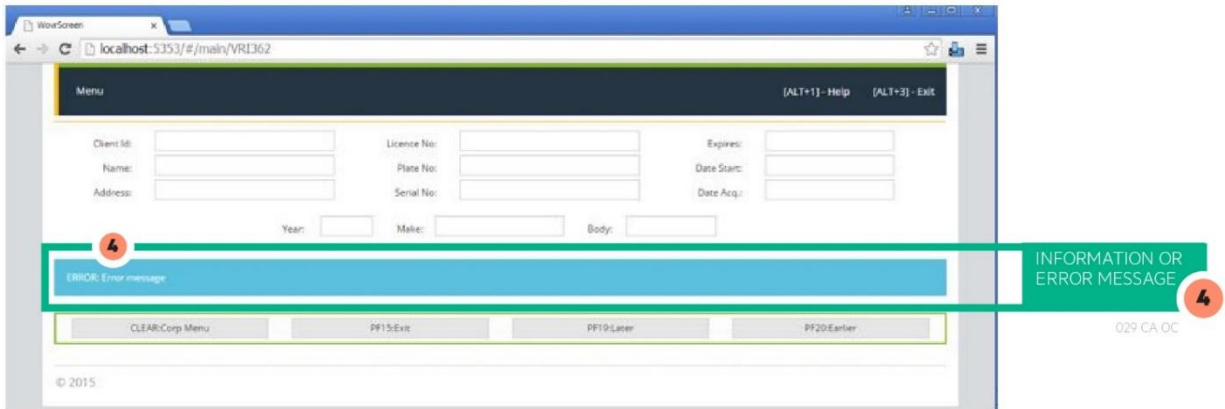 WowrScreen
localhost:5353/#/main/VRI362
Menu [ALT+1] - Help [ALT+3] - Exit
Client Id: Licence No: Expires:
Name: Plate No: Date Start:
Address: Serial No: Date Acq.:
Year: Make: Body:
4
ERROR: Error message
INFORMATION OR
ERROR MESSAGE
4
CLEAR:Corp Menu PF15:Exit PF19:Later PF20:Earlier
029 CA OC
© 2015